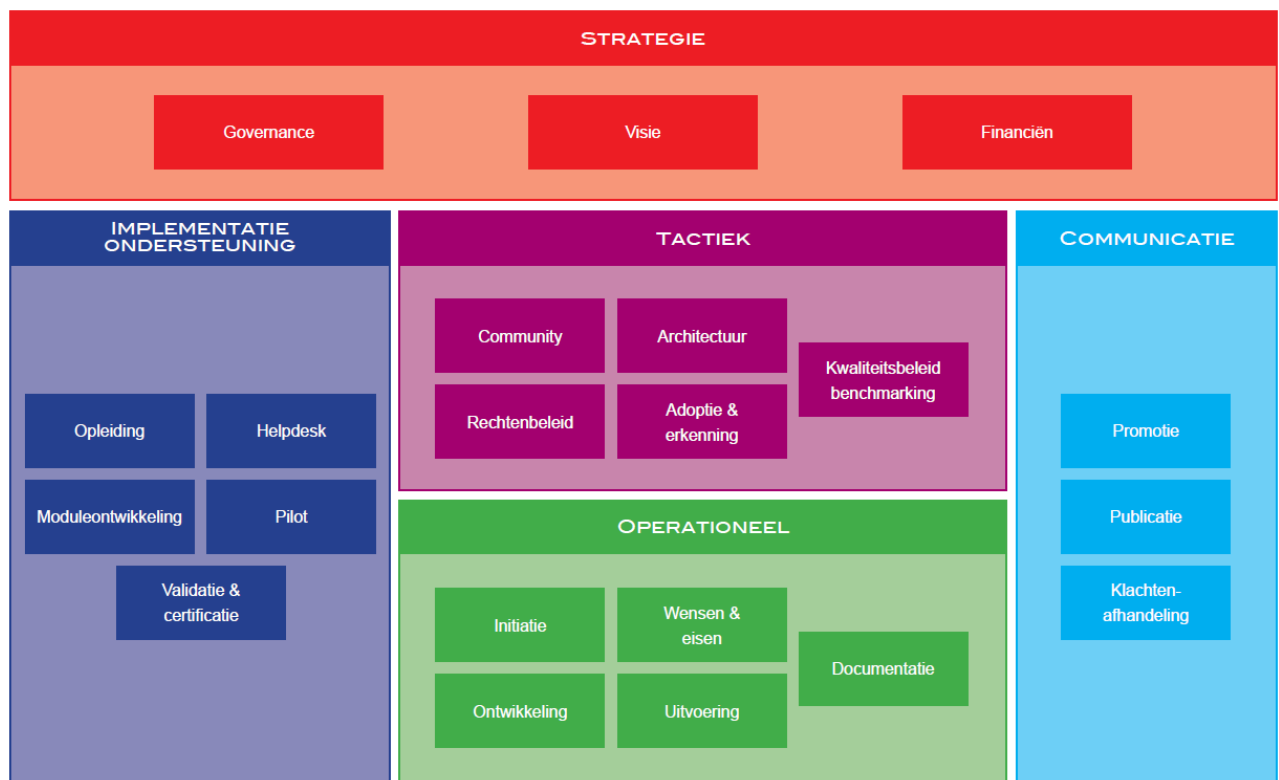 STRATEGIE
Governance
Visie
Financiën
IMPLEMENTATIE
ONDERSTEUNING
Opleiding
Helpdesk
Moduleontwikkeling
Pilot
Validatie &
certificatie
TACTIEK
Community
Architectuur
Rechtenbeleid
Adoptie &
erkenning
Kwaliteitsbeleid
benchmarking
OPERATIONEEL
Initiatie
Wensen &
eisen
Ontwikkeling
Uitvoering
Documentatie
COMMUNICATIE
Promotie
Publicatie
Klachten-
afhandeling